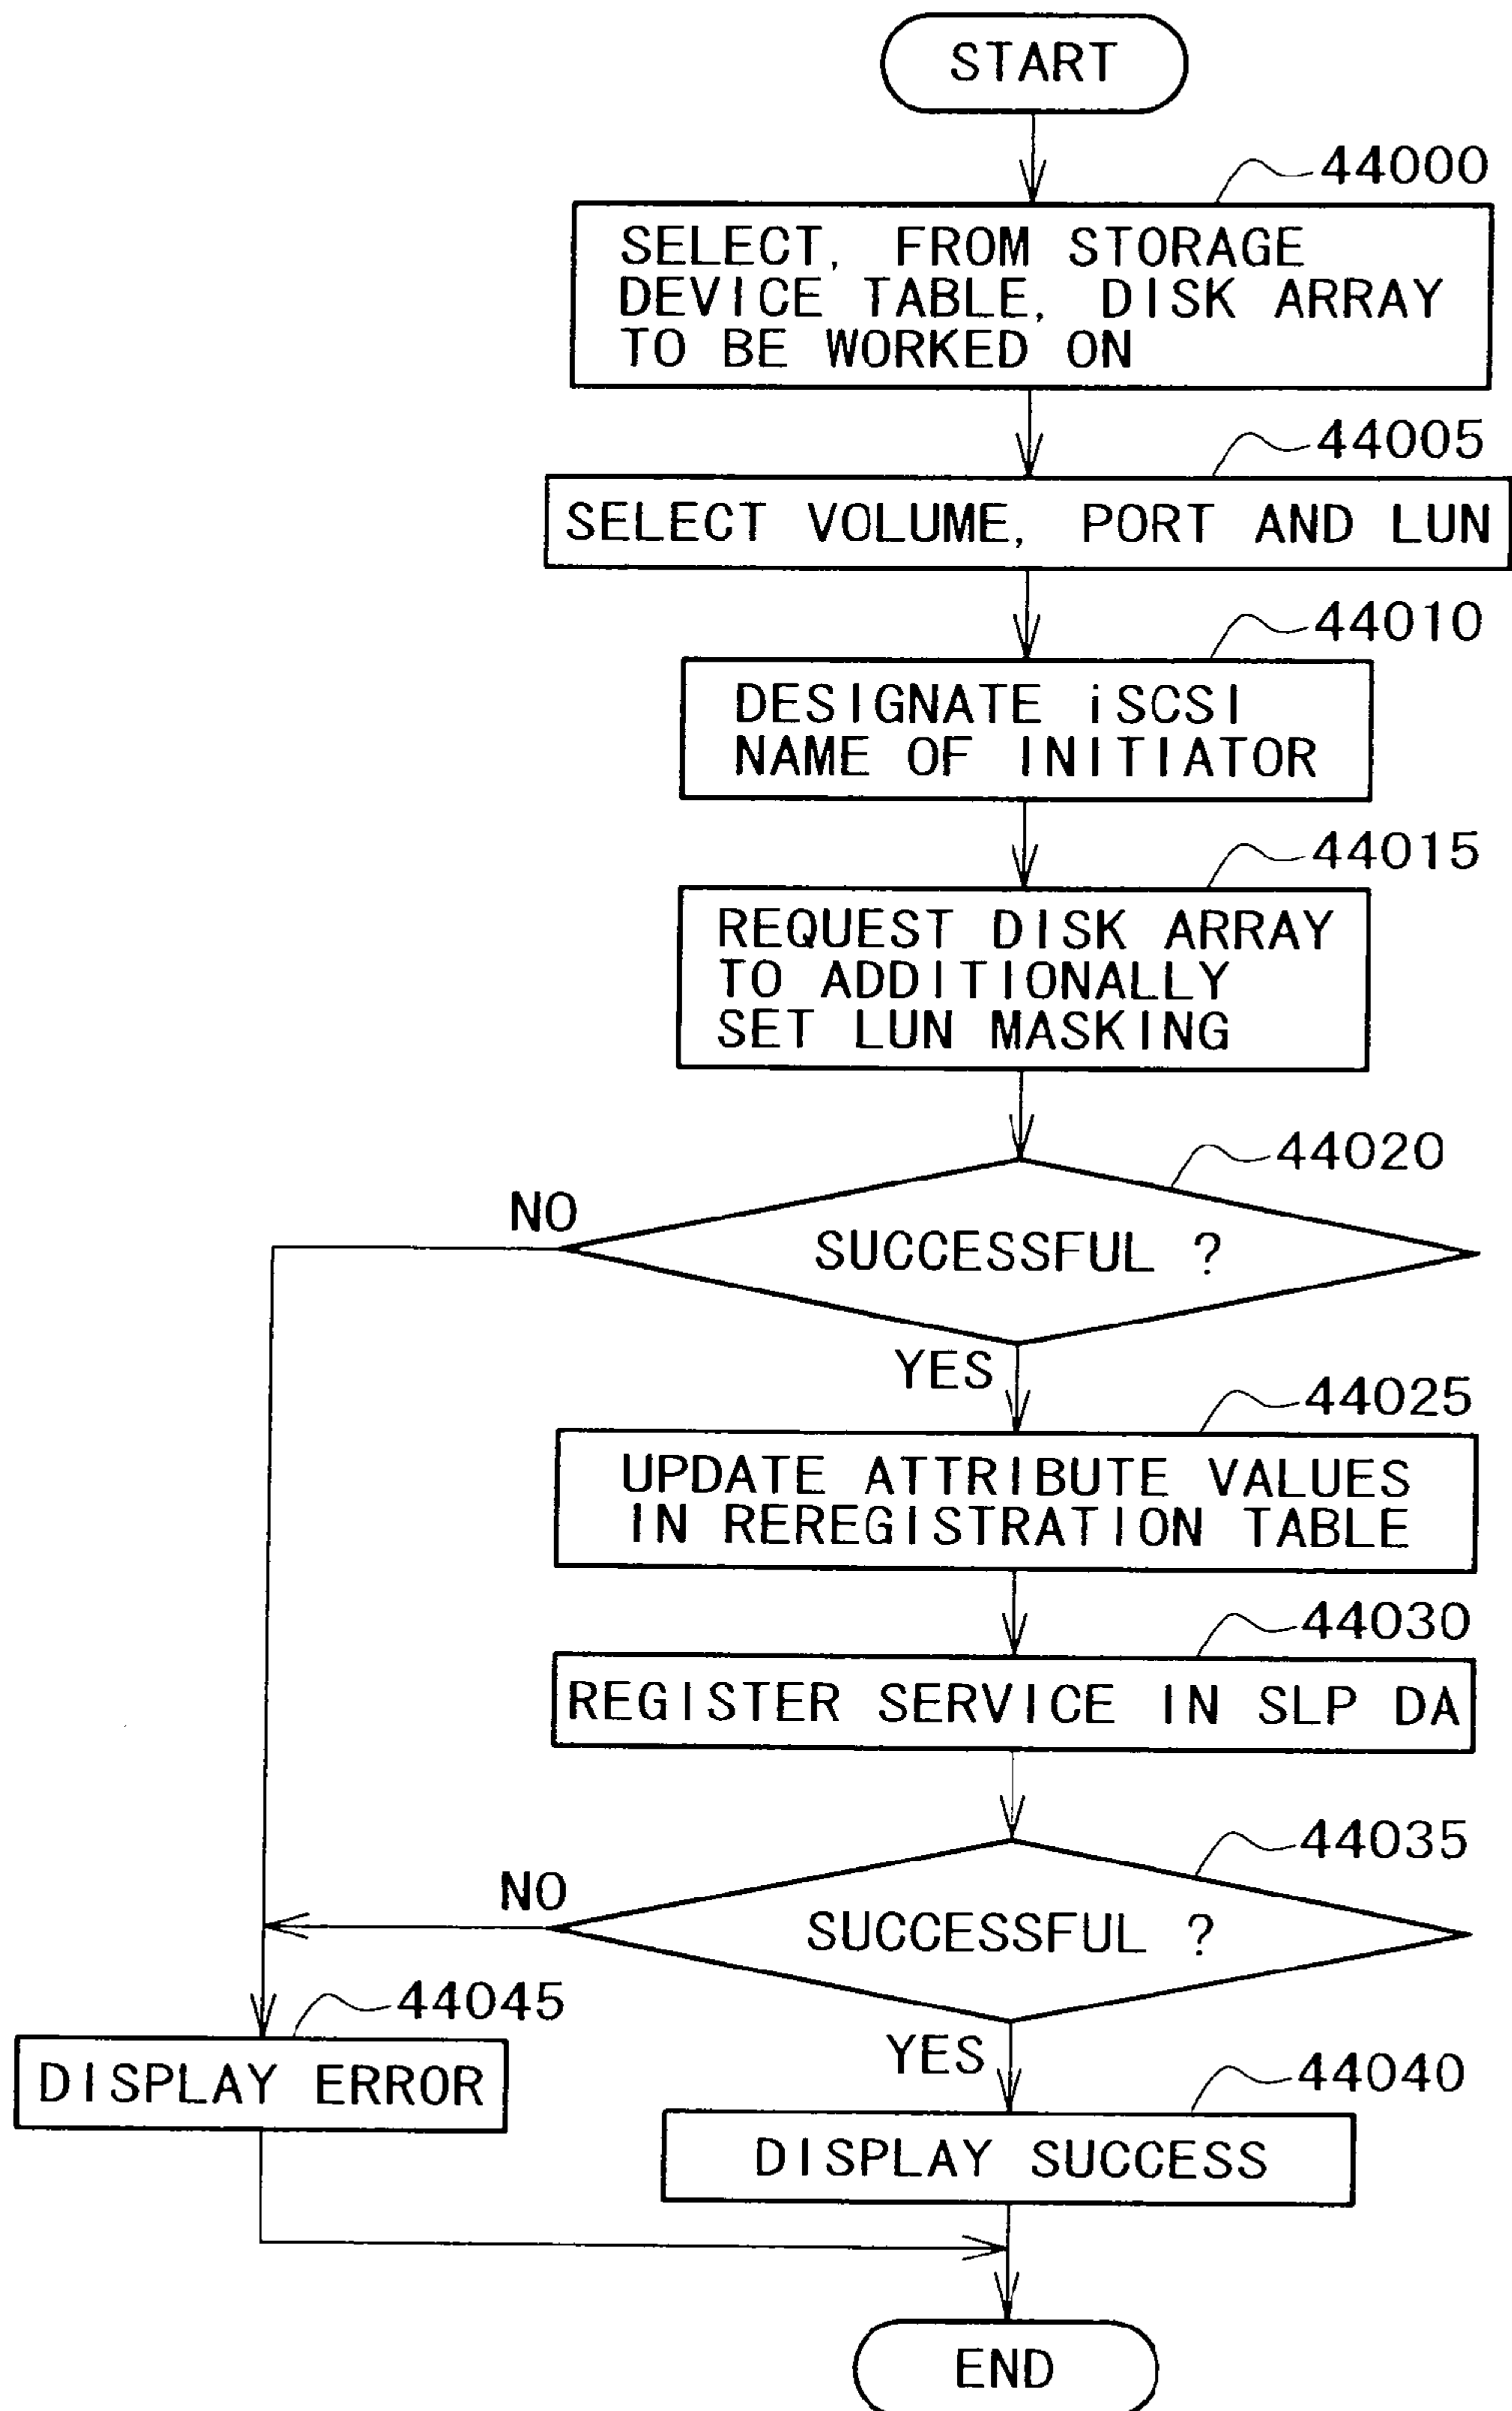 START
44000
SELECT, FROM STORAGE
DEVICE TABLE, DISK ARRAY
TO BE WORKED ON
44005
SELECT VOLUME, PORT AND LUN
44010
DESIGNATE iSCSI
NAME OF INITIATOR
44015
REQUEST DISK ARRAY
TO ADDITIONALLY
SET LUN MASKING
44020
NO
SUCCESSFUL ?
YES
44025
UPDATE ATTRIBUTE VALUES
IN REREGISTRATION TABLE
44030
REGISTER SERVICE IN SLP DA
44035
NO
SUCCESSFUL ?
44045
DISPLAY ERROR
YES
44040
DISPLAY SUCCESS
END